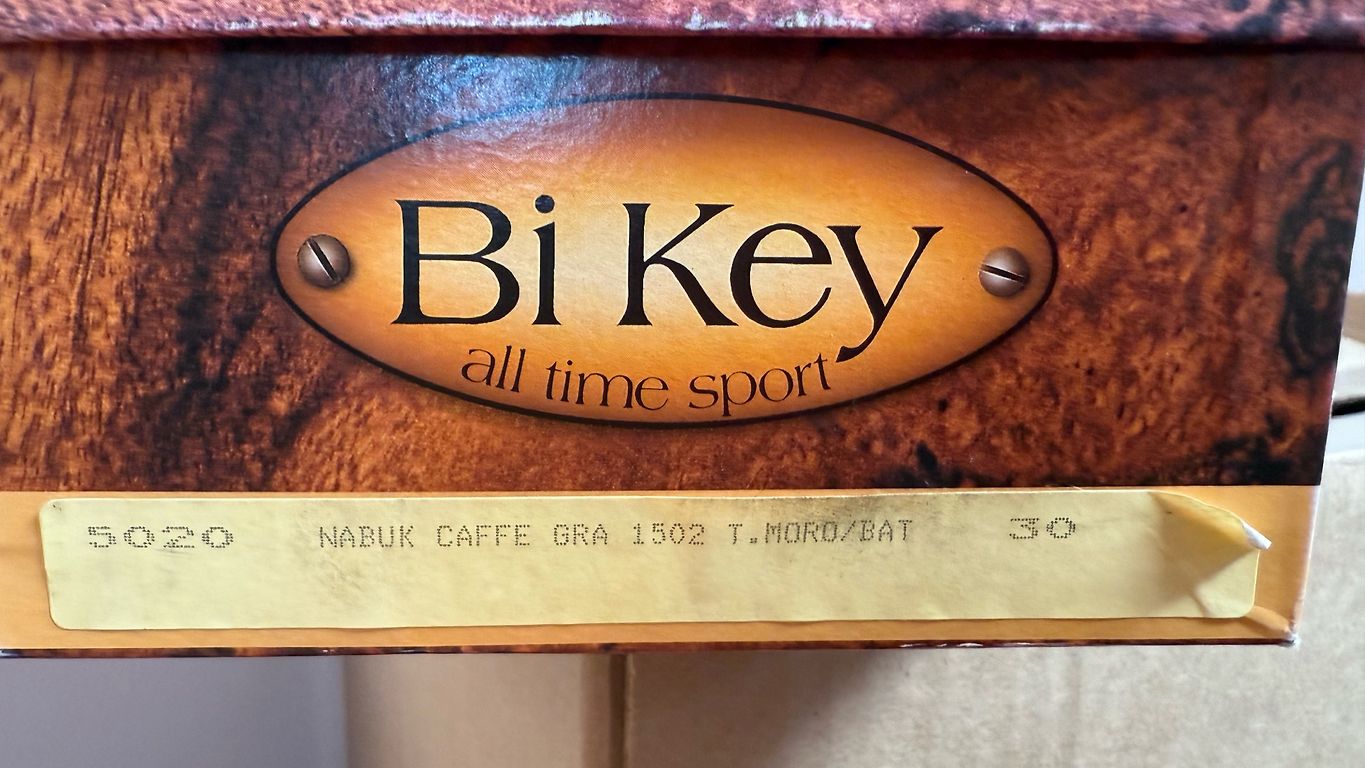 Bi Key
all time sport
5020 NABUK CAFFE GRA 1502 T.MORO/BAT 30